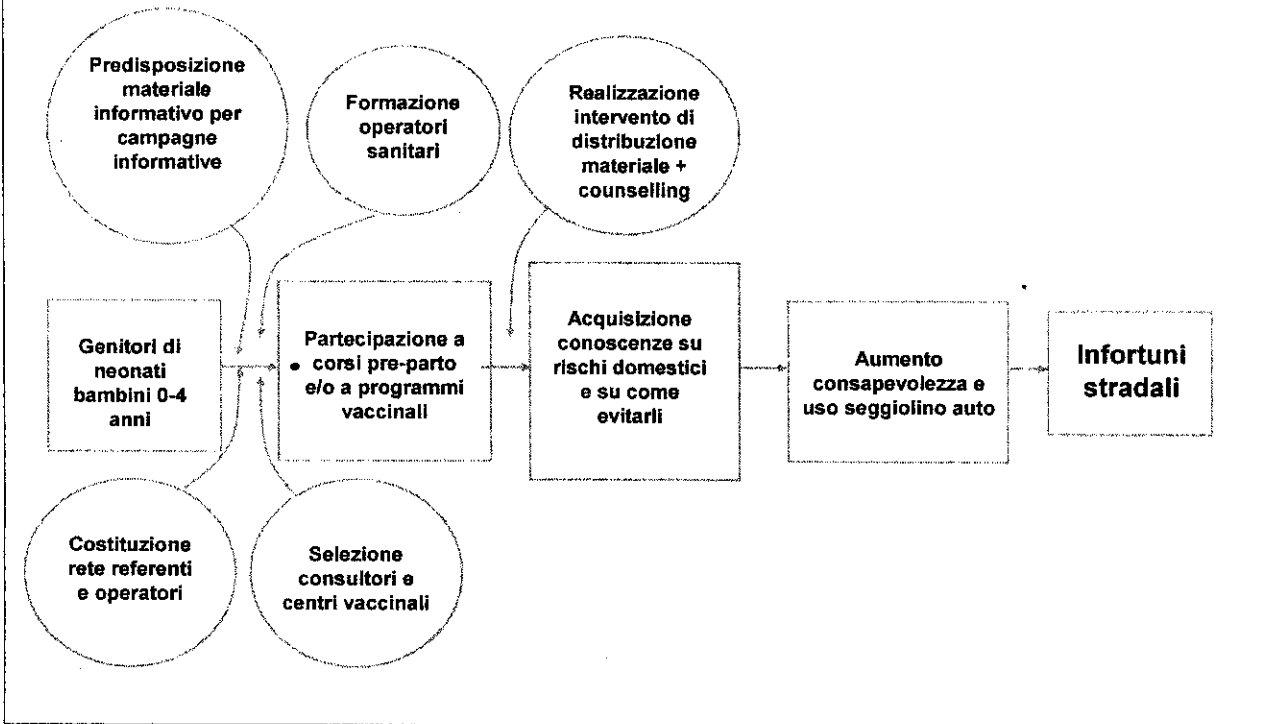 Predisposizione
materiale
informativo per
campagne
informative
Formazione
operatori
sanitari
Realizzazione
intervento di
distribuzione
materiale +
counselling
Genitori di
neonati
bambini 0-4
anni
Partecipazione a
• corsi pre-parto
e/o a programmi
vaccinali
Acquisizione
conoscenze su
rischi domestici
e su come
evitarli
Aumento
consapevolezza e
uso seggiolino auto
Infortuni
stradali
Costituzione
rete referenti
e operatori
Selezione
consultori e
centri vaccinali